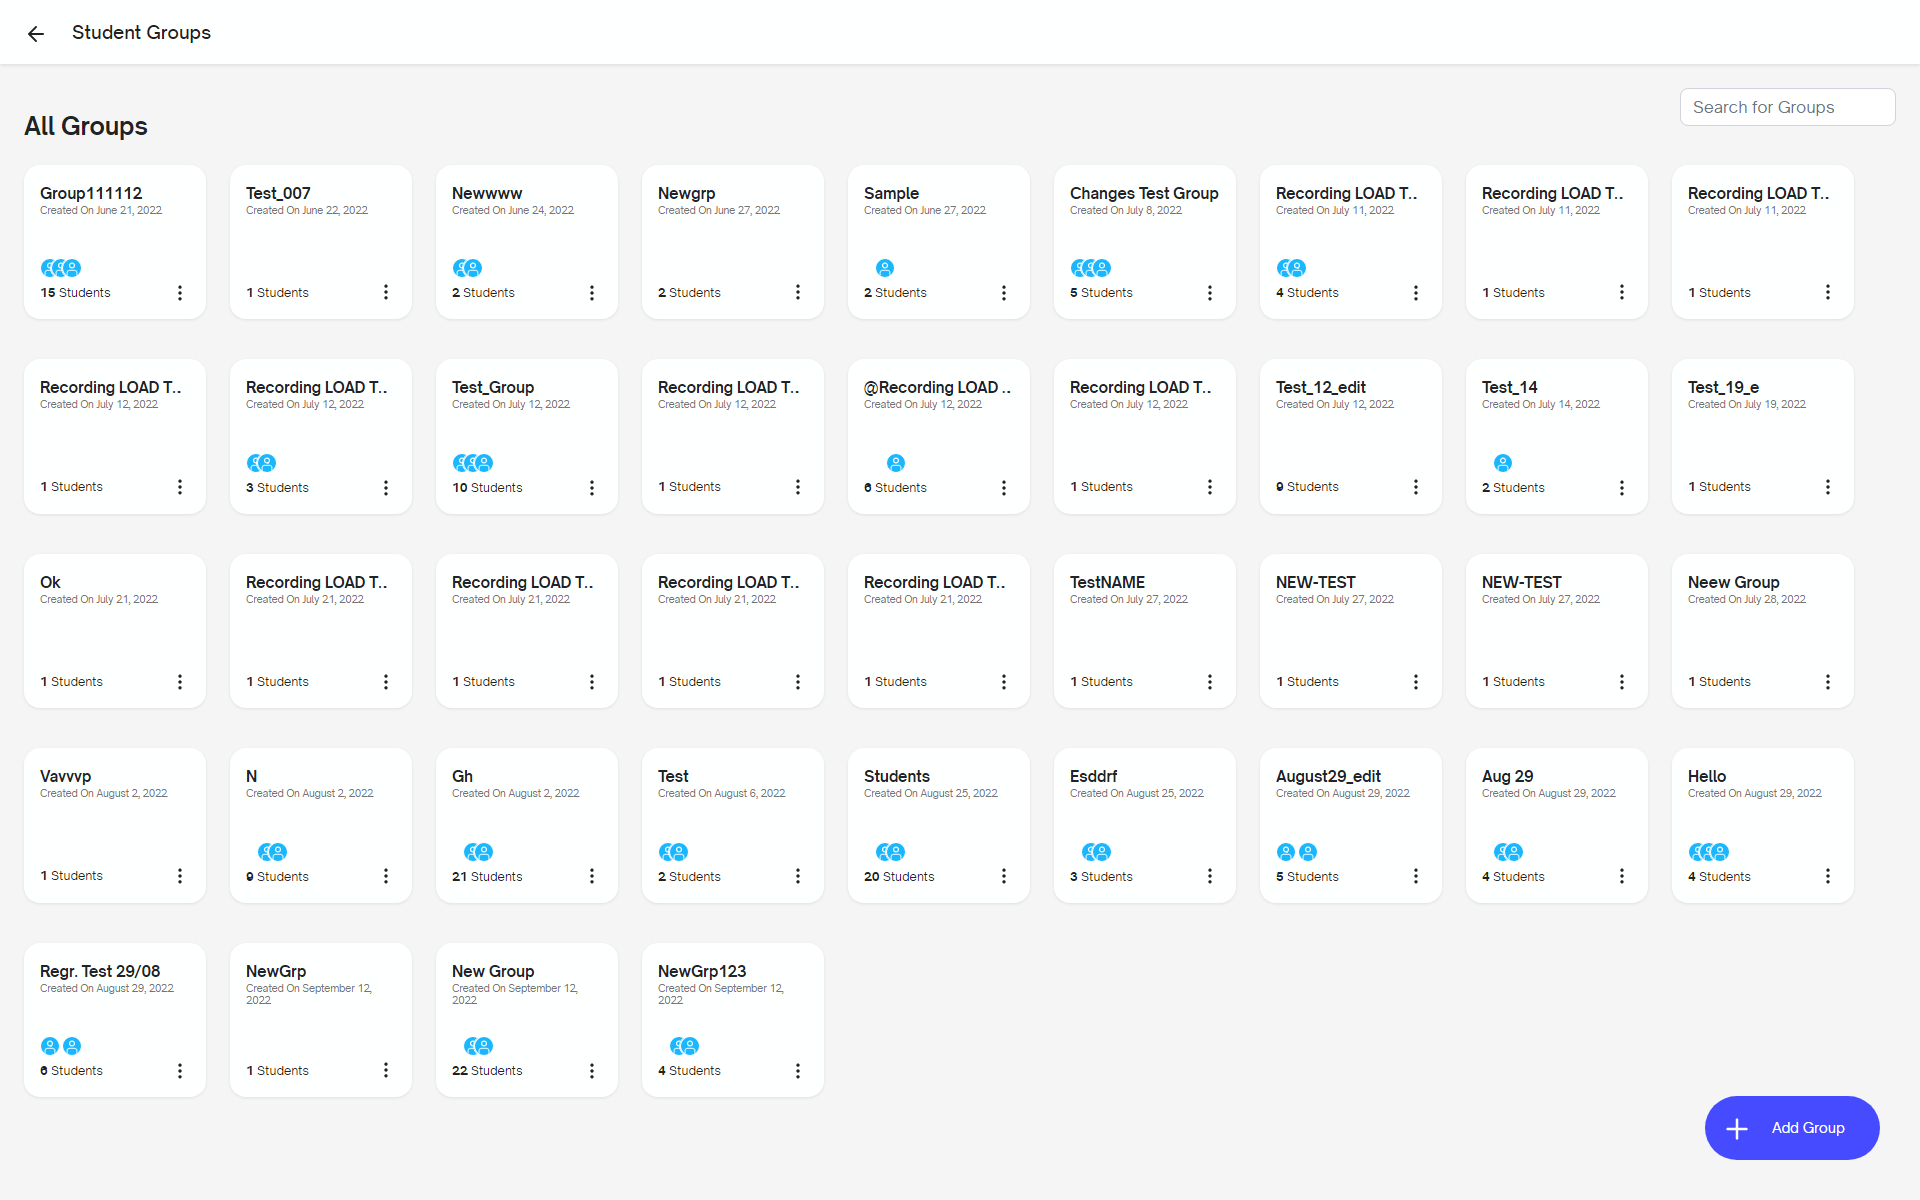 Student Groups
Search for Groups
All Groups
Group111112
Created On June 21, 2022
15 Students
Test_007
Created On June 22, 2022
1 Students
Newwww
Created On June 24, 2022
2 Students
Newgrp
Created On June 27, 2022
2 Students
Sample
Created On June 27, 2022
2 Students
Changes Test Group
Created On July 8, 2022
5 Students
Recording LOAD T..
Created On July 11, 2022
4 Students
Recording LOAD T..
Created On July 11, 2022
1 Students
Recording LOAD T..
Created On July 11, 2022
1 Students
Recording LOAD T..
Created On July 12, 2022
1 Students
Recording LOAD T..
Created On July 12, 2022
3 Students
Test_Group
Created On July 12, 2022
10 Students
Recording LOAD T..
Created On July 12, 2022
1 Students
@Recording LOAD ..
Created On July 12, 2022
6 Students
Recording LOAD T..
Created On July 12, 2022
1 Students
Test_12_edit
Created On July 12, 2022
9 Students
Test_14
Created On July 14, 2022
2 Students
Test_19_e
Created On July 19, 2022
1 Students
Ok
Created On July 21, 2022
1 Students
Recording LOAD T..
Created On July 21, 2022
1 Students
Recording LOAD T..
Created On July 21, 2022
1 Students
Recording LOAD T..
Created On July 21, 2022
1 Students
Recording LOAD T..
Created On July 21, 2022
1 Students
TestNAME
Created On July 27, 2022
1 Students
NEW-TEST
Created On July 27, 2022
1 Students
NEW-TEST
Created On July 27, 2022
1 Students
Neew Group
Created On July 28, 2022
1 Students
Vavvvp
Created On August 2, 2022
1 Students
N
Created On August 2, 2022
9 Students
Gh
Created On August 2, 2022
21 Students
Test
Created On August 6, 2022
2 Students
Students
Created On August 25, 2022
20 Students
Esddrf
Created On August 25, 2022
3 Students
August29_edit
Created On August 29, 2022
5 Students
Aug 29
Created On August 29, 2022
4 Students
Hello
Created On August 29, 2022
4 Students
Regr. Test 29/08
Created On August 29, 2022
6 Students
NewGrp
Created On September 12,
2022
1 Students
New Group
Created On September 12,
2022
22 Students
NewGrp123
Created On September 12,
2022
4 Students
Add Group